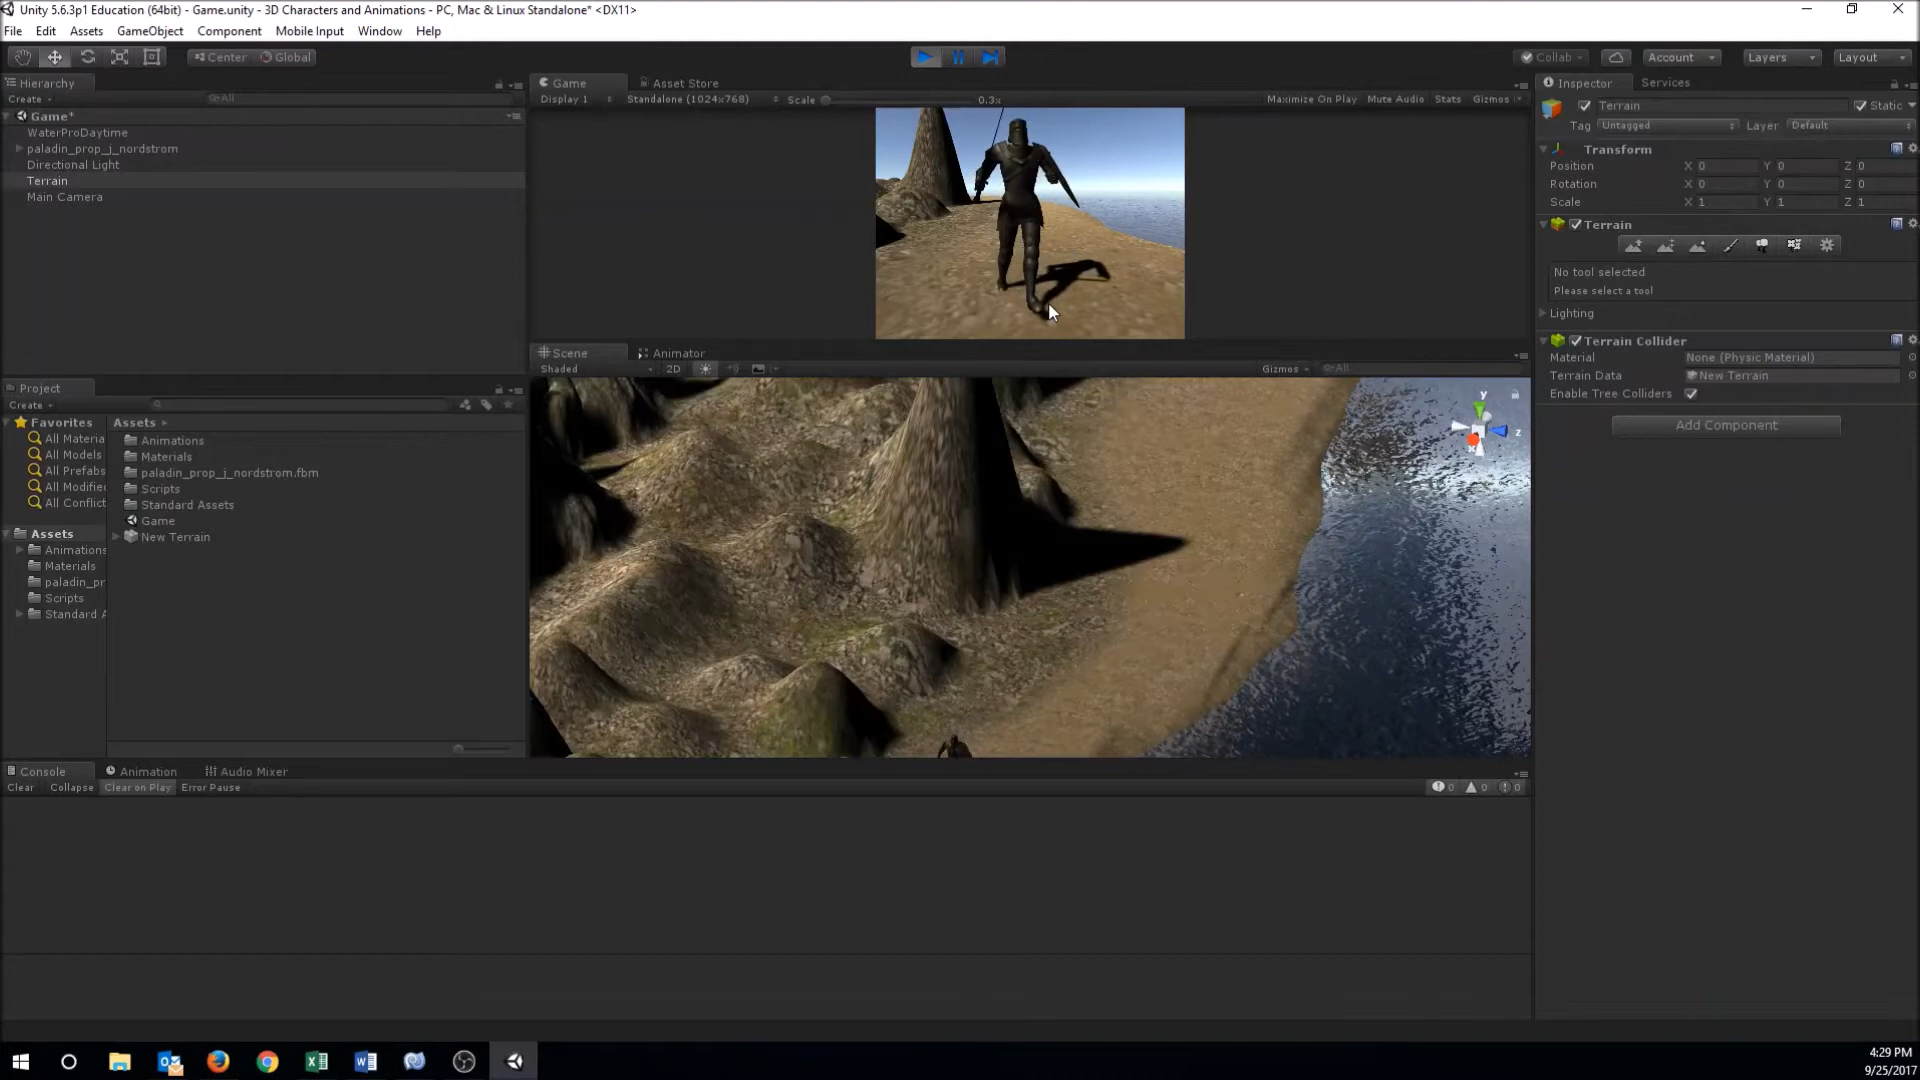 Unity 5.6.3p1 Education (64bit) - Game.unity - 3D Characters and Animations - PC, Mac & Linux Standalone* <DX11>
File Edit Assets GameObject Component Mobile Input Window Help
Center Global Collab Account Layers Layout
Hierarchy
Create All
Game*
WaterProDaytime
paladin_prop_j_nordstrom
Directional Light
Terrain
Main Camera
Game Asset Store
Display 1 Standalone (1024x768) Scale 0.3x Maximize On Play Mute Audio Stats Gizmos
Scene Animator
Shaded 2D Gizmos All
y
z
x
Inspector Services
Terrain Static
Tag Untagged Layer Default
Transform
Position X 0 Y 0 Z 0
Rotation X 0 Y 0 Z 0
Scale X 1 Y 1 Z 1
Terrain
No tool selected
Please select a tool
Lighting
Terrain Collider
Material None (Physic Material)
Terrain Data New Terrain
Enable Tree Colliders
Add Component
Project
Create
Favorites
All Materia
All Models
All Prefabs
All Modifie
All Conflict
Assets
Animations
Materials
paladin_pr
Scripts
Standard A
Assets
Animations
Materials
paladin_prop_j_nordstrom.fbm
Scripts
Standard Assets
Game
New Terrain
Console Animation Audio Mixer
Clear Collapse Clear on Play Error Pause 0 0 0
4:29 PM
9/25/2017